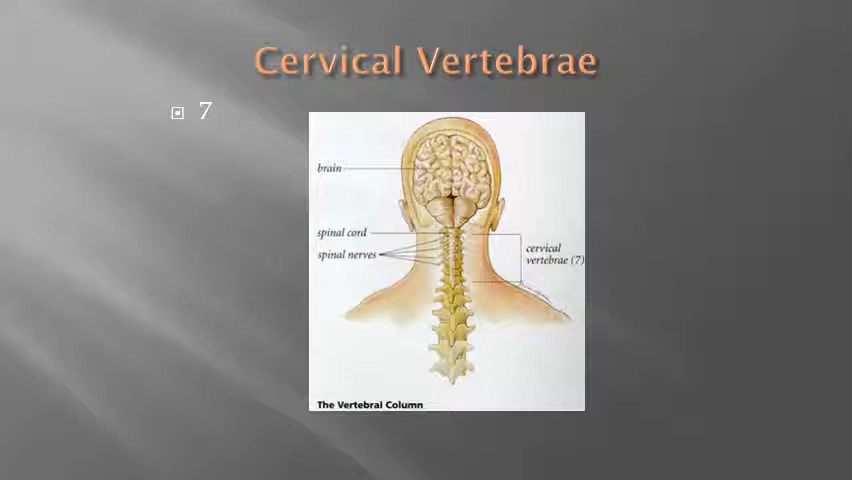 Cervical Vertebrae
7
brain
spinal cord
spinal nerves
cervical
vertebrae (7)
The Vertebral Column